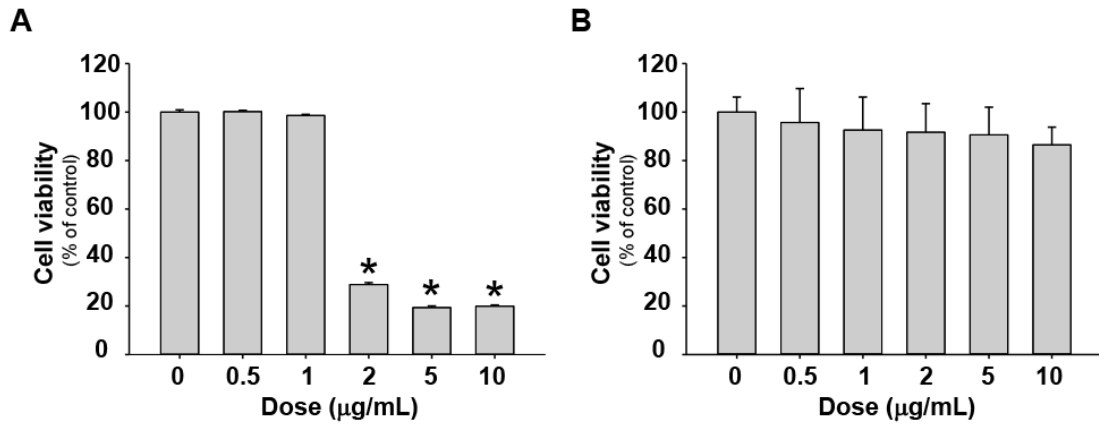 A
120
100
80
60
40
20
0
Cell viability
(% of control)
* * *
0 0.5 1 2 5 10
Dose (μg/mL)
B
120
100
80
60
40
20
0
Cell viability
(% of control)
0 0.5 1 2 5 10
Dose (μg/mL)